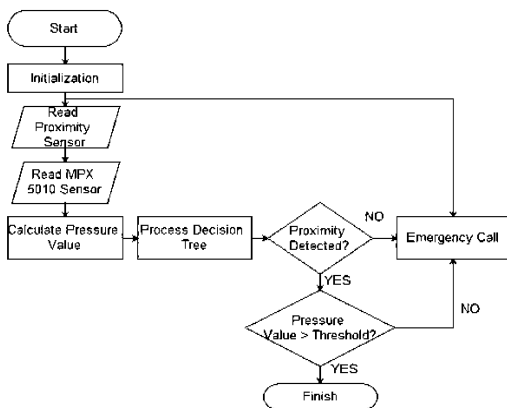 Start
Initialization
Read
Proximity
Sensor
Read MPX
5010 Sensor
Calculate Pressure
Value
Process Decision
Tree
Proximity
Detected?
NO
Emergency Call
YES
Pressure
Value > Threshold?
NO
YES
Finish